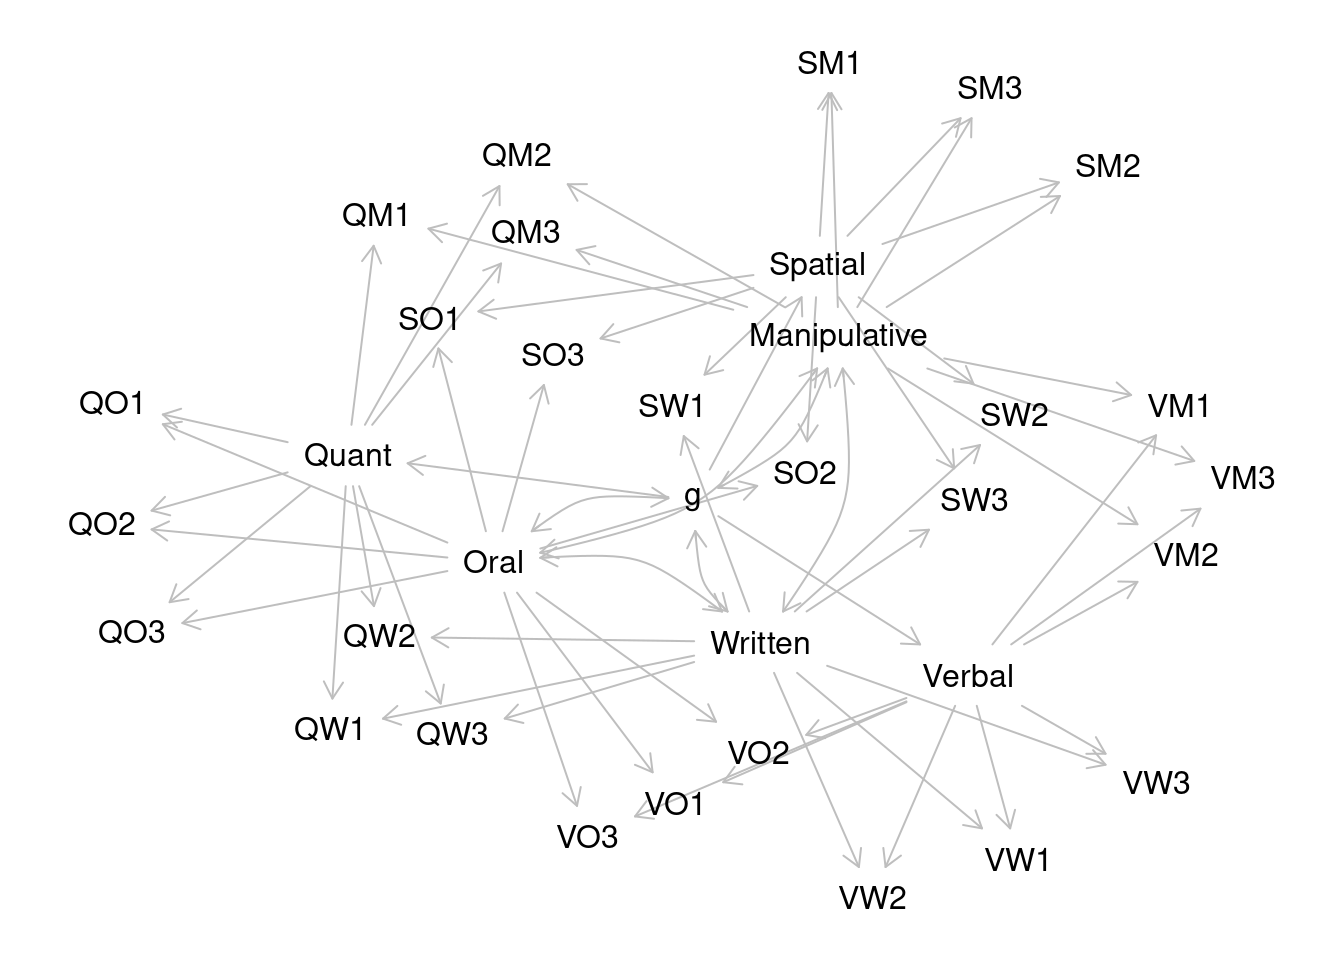 SM1
SM3
QM2
SM2
QM1
QM3
Spatial
SO1
Manipulative
SO3
QO1
SW1
VM1
SW2
Quant
SO2
VM3
g
SW3
QO2
VM2
Oral
QO3
QW2
Written
Verbal
QW1
QW3
VO2
VW3
VO1
VO3
VW1
VW2